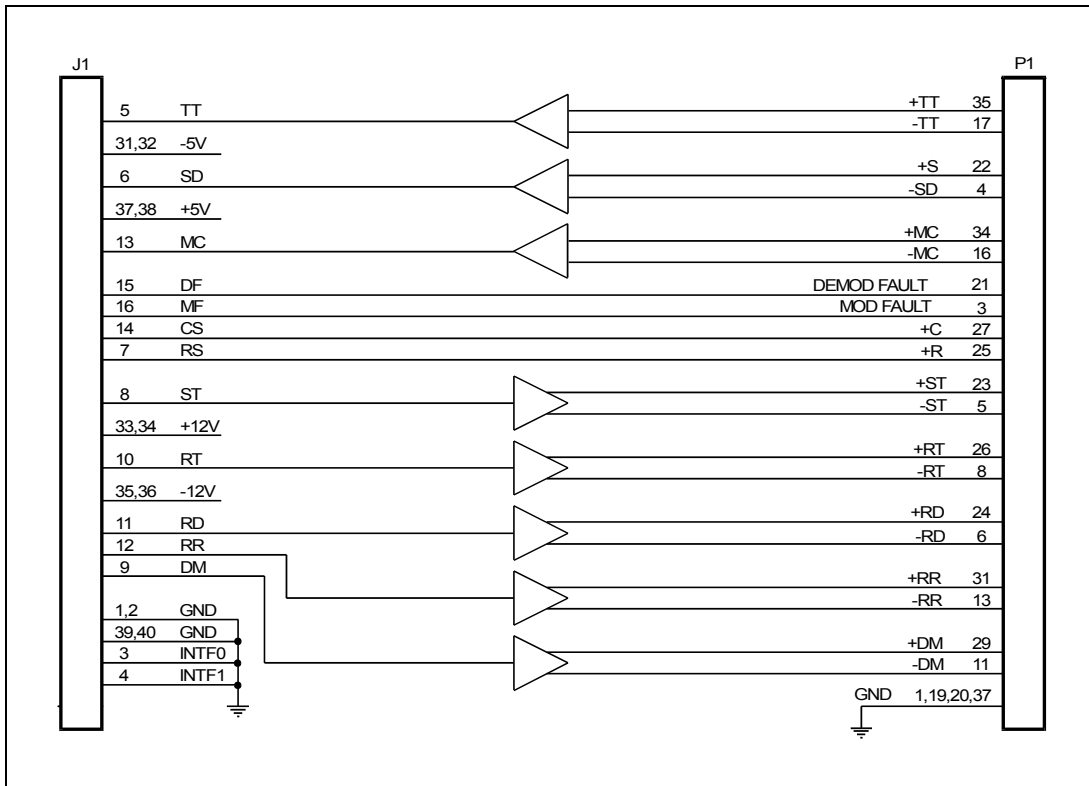 J1 P1
5 TT +TT 35
-TT 17
31,32 -5V
6 SD +S 22
-SD 4
37,38 +5V
13 MC +MC 34
-MC 16
15 DF DEMOD FAULT 21
16 MF MOD FAULT 3
14 CS +C 27
7 RS +R 25
8 ST +ST 23
-ST 5
33,34 +12V
10 RT +RT 26
-RT 8
35,36 -12V
11 RD +RD 24
12 RR -RD 6
9 DM +RR 31
1,2 GND -RR 13
39,40 GND +DM 29
3 INTF0 -DM 11
4 INTF1 GND 1,19,20,37